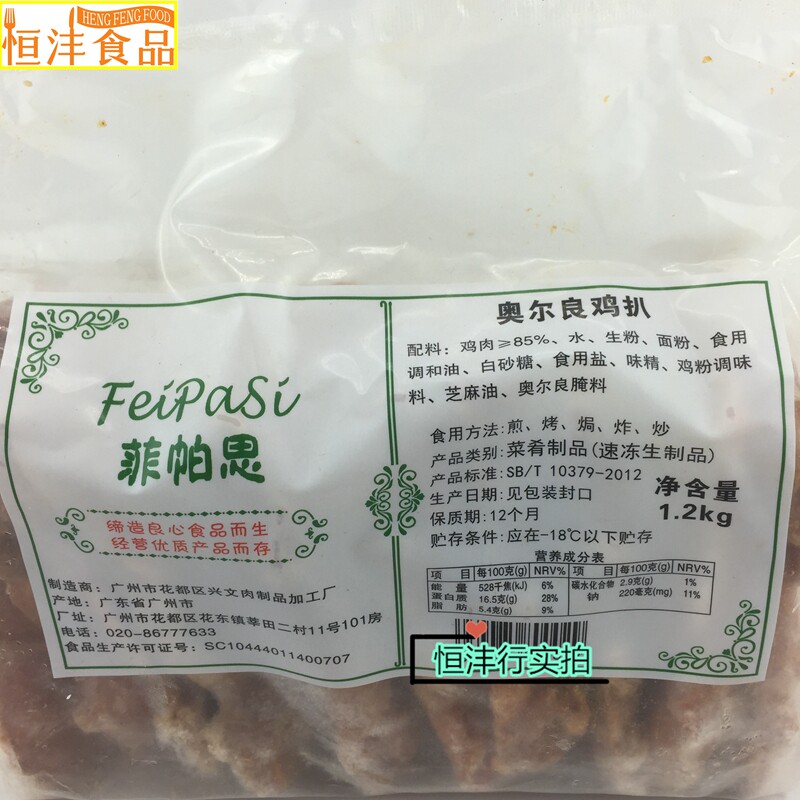 HENG FENG FOOD
恒沣食品
FeiPaSi
菲帕思
缔造良心食品而生
经营优质产品而存
制造商：广州市花都区兴文肉制品加工厂
产地：广东省广州市
厂址：广州市花都区花东镇莘田二村11号101房
电话：020-86777633
食品生产许可证号：SC10444011400707
奥尔良鸡扒
配料：鸡肉≥85%、水、生粉、面粉、食用
调和油、白砂糖、食用盐、味精、鸡粉调味
料、芝麻油、奥尔良腌料
食用方法：煎、烤、焗、炸、炒
产品类别：菜肴制品(速冻生制品)
产品标准：SB/T 10379-2012
生产日期：见包装封口
保质期：12个月
贮存条件：应在-18℃以下贮存
净含量
1.2kg
营养成分表
项 目 每100克(g) NRV% 项 目 每100克(g) NRV%
能 量 528千焦(kJ) 6% 碳水化合物 2.9克(g) 1%
蛋白质 16.5克(g) 28% 钠 220毫克(mg) 11%
脂 肪 5.4克(g) 9%
恒沣行实拍